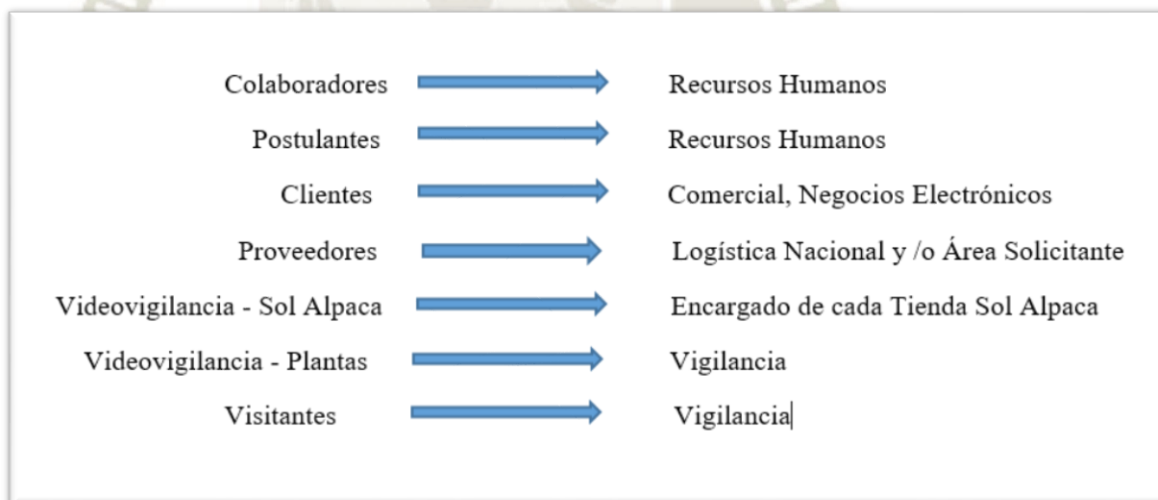 Colaboradores Recursos Humanos
Postulantes Recursos Humanos
Clientes Comercial, Negocios Electrónicos
Proveedores Logística Nacional y /o Área Solicitante
Videovigilancia - Sol Alpaca Encargado de cada Tienda Sol Alpaca
Videovigilancia - Plantas Vigilancia
Visitantes Vigilancia